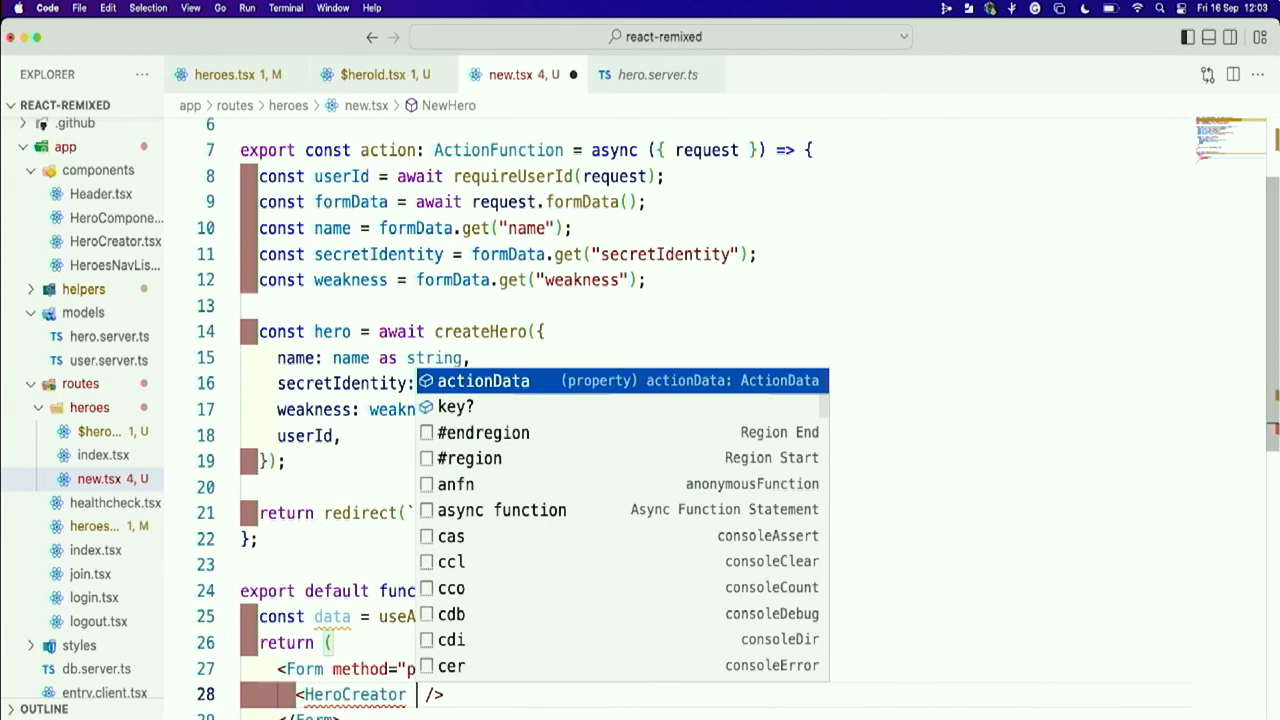 Code File Edit Selection View Go Run Terminal Window Help Fri 16 Sep 12:03
react-remixed
EXPLORER
heroes.tsx 1, M
$heroId.tsx 1, U
new.tsx 4, U
hero.server.ts
REACT-REMIXED
app > routes > heroes > new.tsx > NewHero
.github
app
components
Header.tsx
HeroCompone...
HeroCreator.tsx
HeroesNavLis...
helpers
models
hero.server.ts
user.server.ts
routes
heroes
$hero... 1, U
index.tsx
new.tsx 4, U
healthcheck.tsx
heroes... 1, M
index.tsx
join.tsx
login.tsx
logout.tsx
styles
db.server.ts
entry.client.tsx
OUTLINE
6
7 export const action: ActionFunction = async ({ request }) => {
8 const userId = await requireUserId(request);
9 const formData = await request.formData();
10 const name = formData.get("name");
11 const secretIdentity = formData.get("secretIdentity");
12 const weakness = formData.get("weakness");
13
14 const hero = await createHero({
15 name: name as string,
16 secretIdentity:
17 weakness: weakn
18 userId,
19 });
20
21 return redirect(`
22 };
23
24 export default func
25 const data = useA
26 return (
27 <Form method="p
28 <HeroCreator />
29 </Form>
actionData (property) actionData: ActionData
key?
#endregion Region End
#region Region Start
anfn anonymousFunction
async function Async Function Statement
cas consoleAssert
ccl consoleClear
cco consoleCount
cdb consoleDebug
cdi consoleDir
cer consoleError